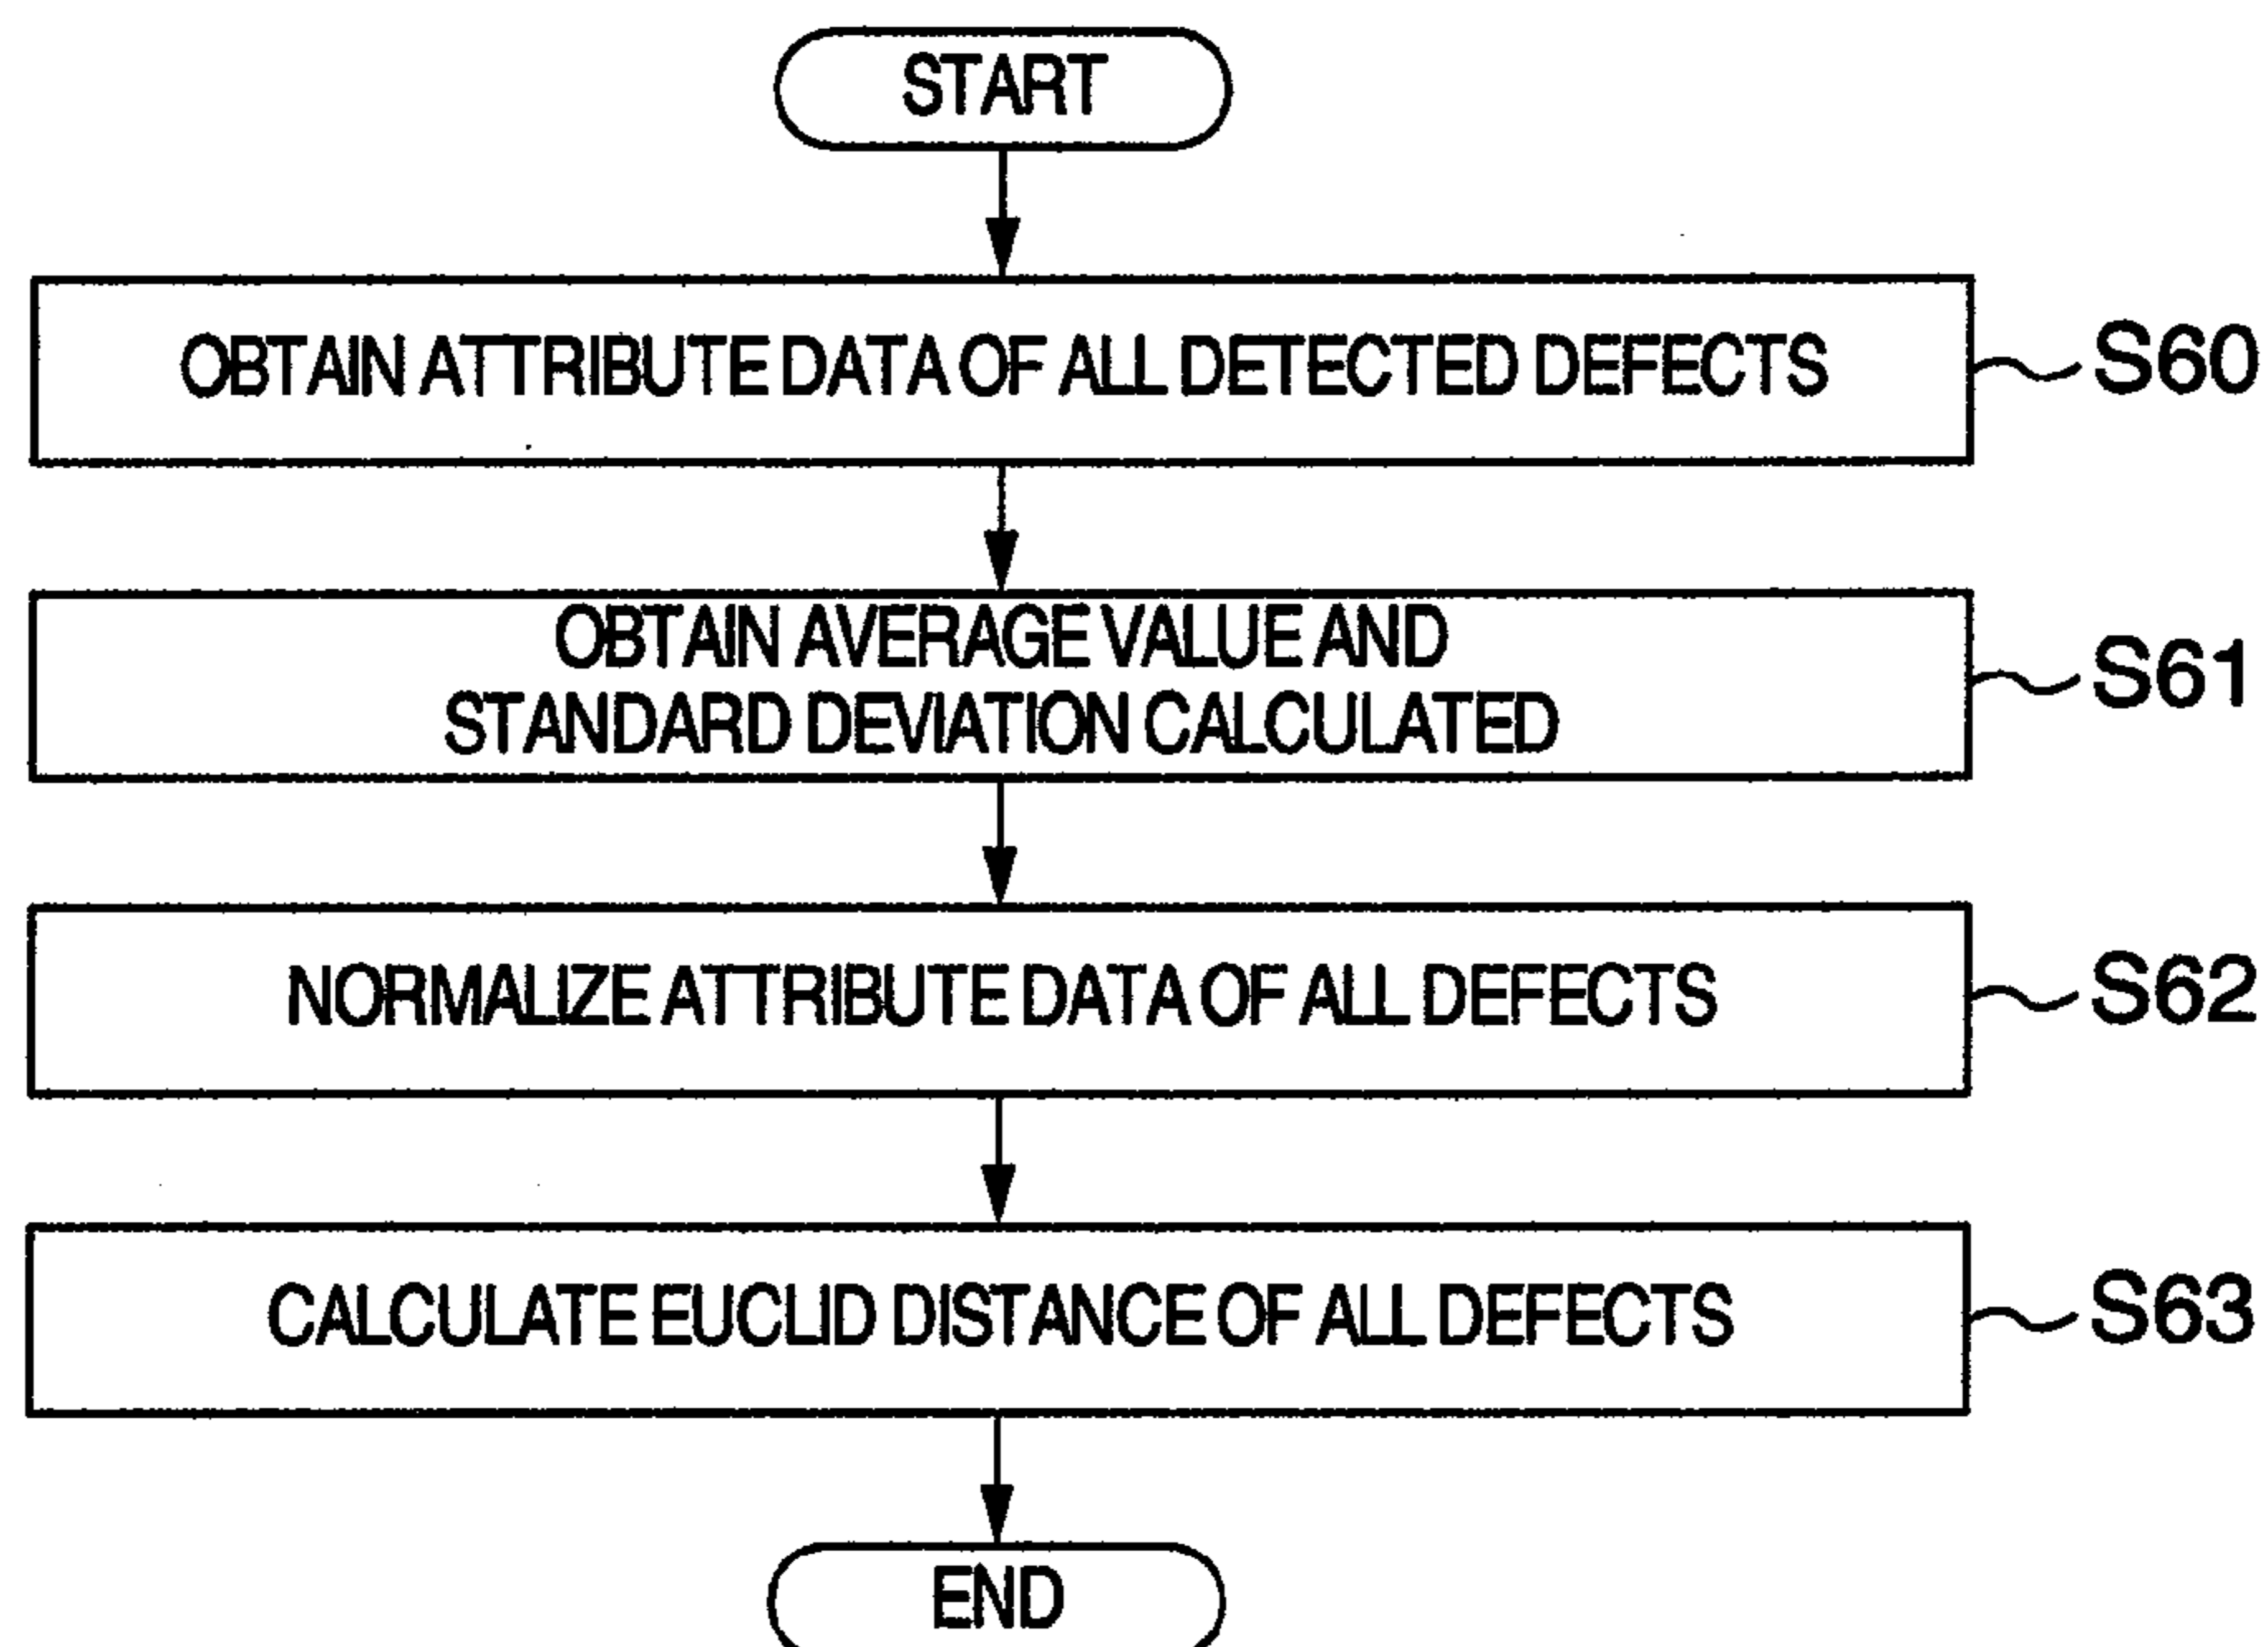 START
OBTAIN ATTRIBUTE DATA OF ALL DETECTED DEFECTS
S60
OBTAIN AVERAGE VALUE AND
STANDARD DEVIATION CALCULATED
S61
NORMALIZE ATTRIBUTE DATA OF ALL DEFECTS
S62
CALCULATE EUCLID DISTANCE OF ALL DEFECTS
S63
END